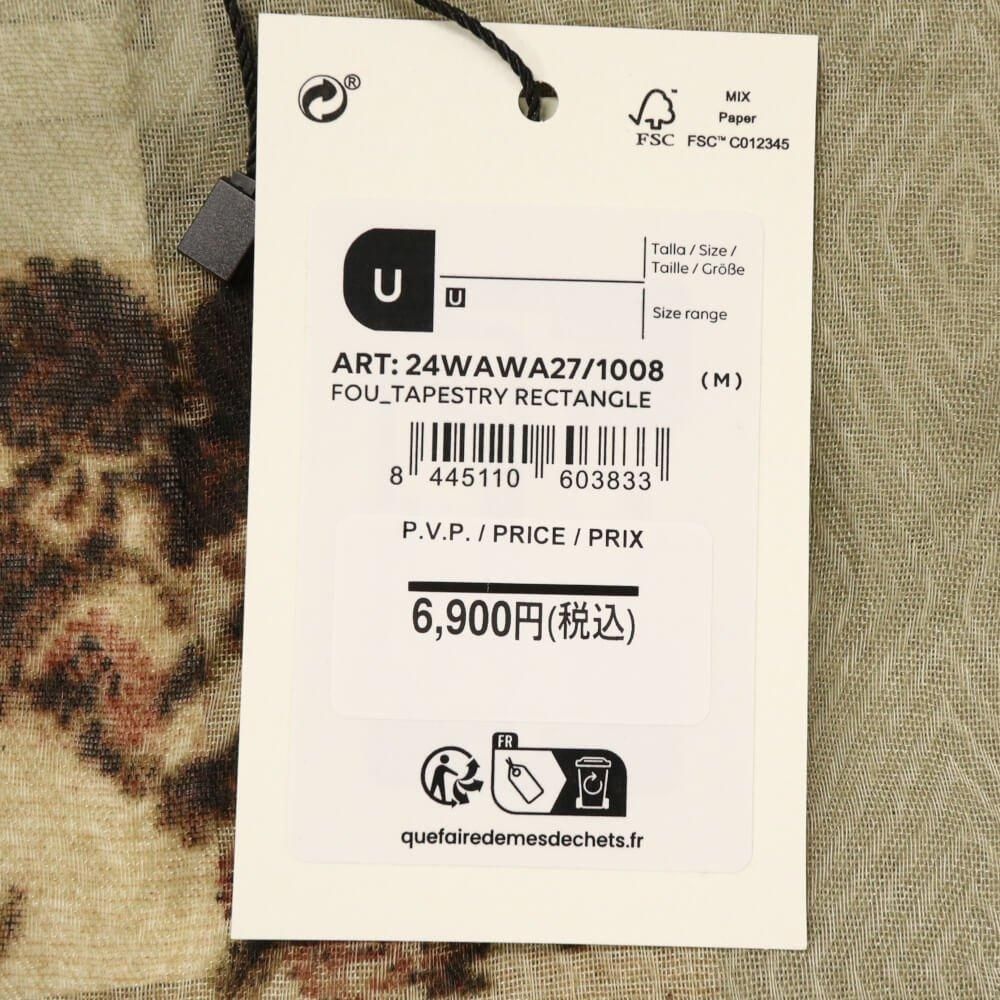 ®
MIX
Paper
FSC
FSC™ C012345
U
Talla / Size /
Taille / Größe
U
Size range
ART: 24WAWA27/1008
(M)
FOU_TAPESTRY RECTANGLE
8 445110 603833
P.V.P. / PRICE / PRIX
6,900円(税込)
FR
quefairedemesdechets.fr